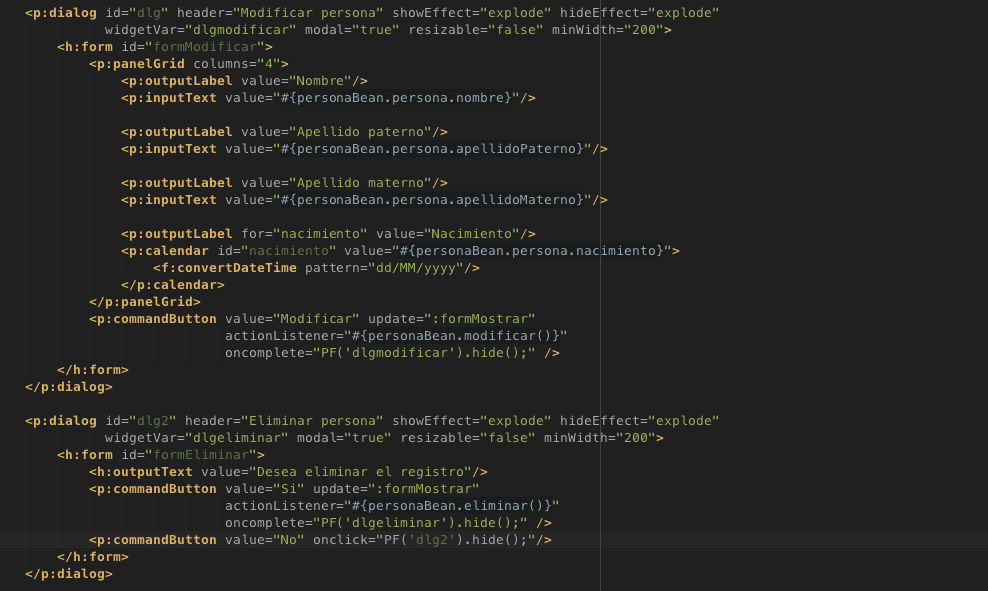 <p:dialog id="dlg" header="Modificar persona" showEffect="explode" hideEffect="explode"
widgetVar="dlgmodificar" modal="true" resizable="false" minWidth="200">
<h:form id="formModificar">
<p:panelGrid columns="4">
<p:outputLabel value="Nombre"/>
<p:inputText value="#{personaBean.persona.nombre}"/>
<p:outputLabel value="Apellido paterno"/>
<p:inputText value="#{personaBean.persona.apellidoPaterno}"/>
<p:outputLabel value="Apellido materno"/>
<p:inputText value="#{personaBean.persona.apellidoMaterno}"/>
<p:outputLabel for="nacimiento" value="Nacimiento"/>
<p:calendar id="nacimiento" value="#{personaBean.persona.nacimiento}">
<f:convertDateTime pattern="dd/MM/yyyy"/>
</p:calendar>
</p:panelGrid>
<p:commandButton value="Modificar" update=":formMostrar"
actionListener="#{personaBean.modificar()}"
oncomplete="PF('dlgmodificar').hide();" />
</h:form>
</p:dialog>
<p:dialog id="dlg2" header="Eliminar persona" showEffect="explode" hideEffect="explode"
widgetVar="dlgeliminar" modal="true" resizable="false" minWidth="200">
<h:form id="formEliminar">
<h:outputText value="Desea eliminar el registro"/>
<p:commandButton value="Si" update=":formMostrar"
actionListener="#{personaBean.eliminar()}"
oncomplete="PF('dlgeliminar').hide();" />
<p:commandButton value="No" onclick="PF('dlg2').hide();"/>
</h:form>
</p:dialog>